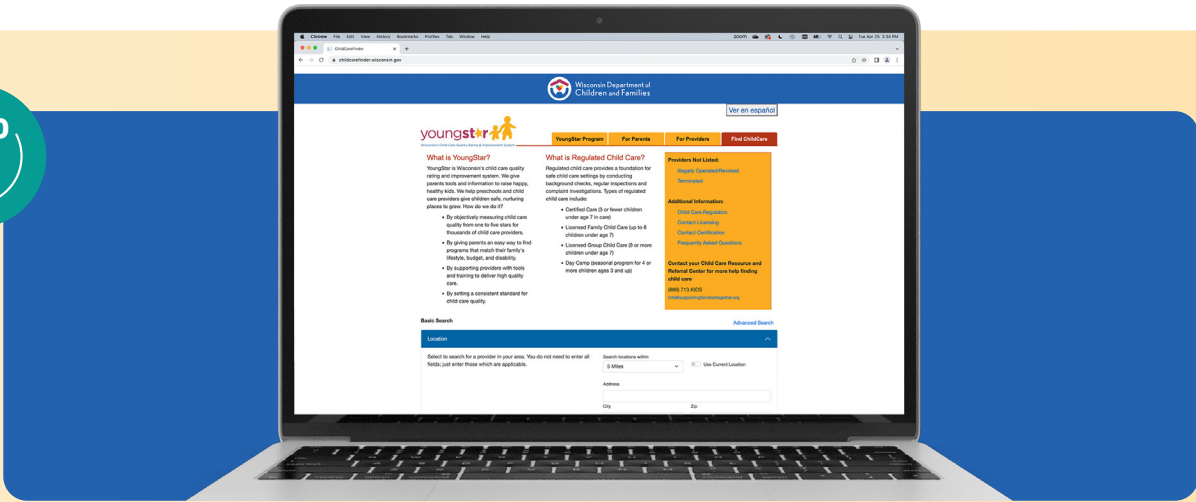 Chrome File Edit View History Bookmarks Profiles Tab Window Help
zoom
Tue Apr 25 3:34 PM
ChildCareFinder
childcarefinder.wisconsin.gov
Wisconsin Department of
Children and Families
Ver en español
youngstar
Wisconsin's Child Care Quality Rating & Improvement System
YoungStar Program
For Parents
For Providers
Find ChildCare
What is YoungStar?
YoungStar is Wisconsin's child care quality
rating and improvement system. We give
parents tools and information to raise happy,
healthy kids. We help preschools and child
care providers give children safe, nurturing
places to grow. How do we do it?
• By objectively measuring child care
quality from one to five stars for
thousands of child care providers.
• By giving parents an easy way to find
programs that match their family's
lifestyle, budget, and disability.
• By supporting providers with tools
and training to deliver high quality
care.
• By setting a consistent standard for
child care quality.
What is Regulated Child Care?
Regulated child care provides a foundation for
safe child care settings by conducting
background checks, regular inspections and
complaint investigations. Types of regulated
child care include:
• Certified Care (3 or fewer children
under age 7 in care)
• Licensed Family Child Care (up to 8
children under age 7)
• Licensed Group Child Care (9 or more
children under age 7)
• Day Camp (seasonal program for 4 or
more children ages 3 and up)
Providers Not Listed:
Illegally Operated/Revoked
Terminated
Additional Information:
Child Care Regulation
Contact Licensing
Contact Certification
Frequently Asked Questions
Contact your Child Care Resource and
Referral Center for more help finding
child care
(888) 713.KIDS
info@supportingfamiliestogether.org
Basic Search
Advanced Search
Location
Select to search for a provider in your area. You do not need to enter all
fields; just enter those which are applicable.
Search locations within
5 Miles
Use Current Location
Address
City
Zip